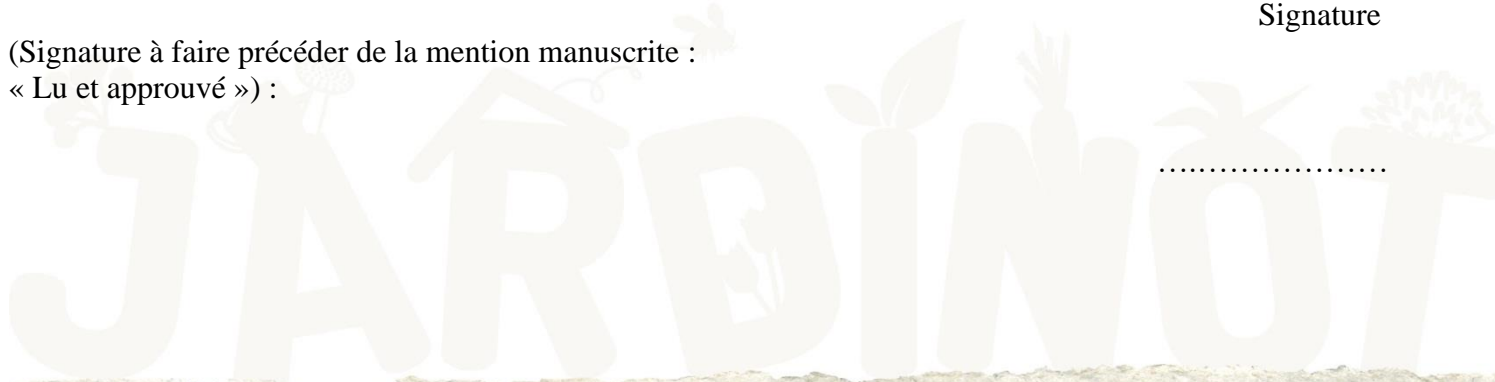 Signature
(Signature à faire précéder de la mention manuscrite :
« Lu et approuvé ») :
….…………………
JARDINOT